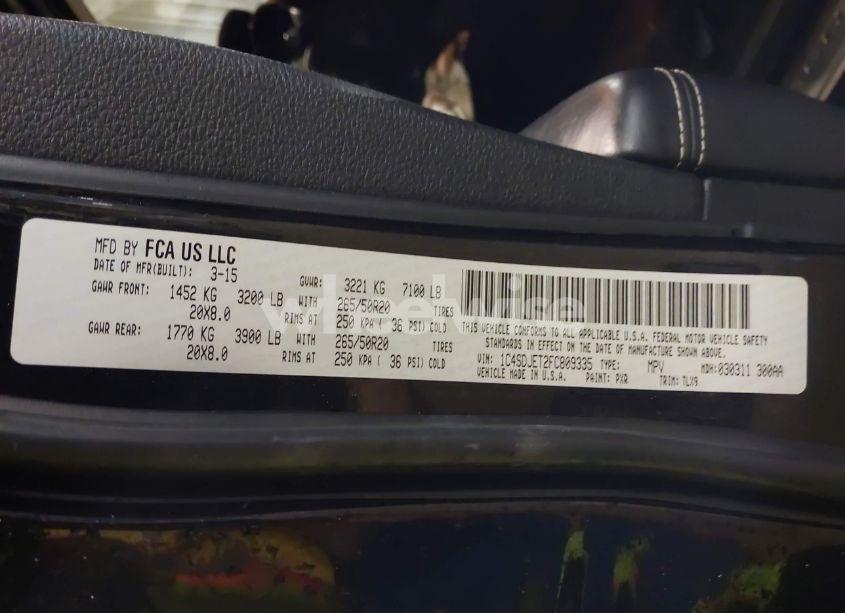 MFD BY FCA US LLC
DATE OF MFR(BUILT): 3-15 GVWR: 3221 KG 7100 LB
GAWR FRONT: 1452 KG 3200 LB WITH 265/50R20 TIRES
20X8.0 RIMS AT 250 KPA ( 36 PSI) COLD
GAWR REAR: 1770 KG 3900 LB WITH 265/50R20 TIRES
20X8.0 RIMS AT 250 KPA ( 36 PSI) COLD
THIS VEHICLE CONFORMS TO ALL APPLICABLE U.S.A. FEDERAL MOTOR VEHICLE SAFETY
STANDARDS IN EFFECT ON THE DATE OF MANUFACTURE SHOWN ABOVE.
VIN: 1C4SDJET2FC809335 TYPE: MPV MDH: 030311 300AA
VEHICLE MADE IN U.S.A. PAINT: PXR TRIM: TLX9